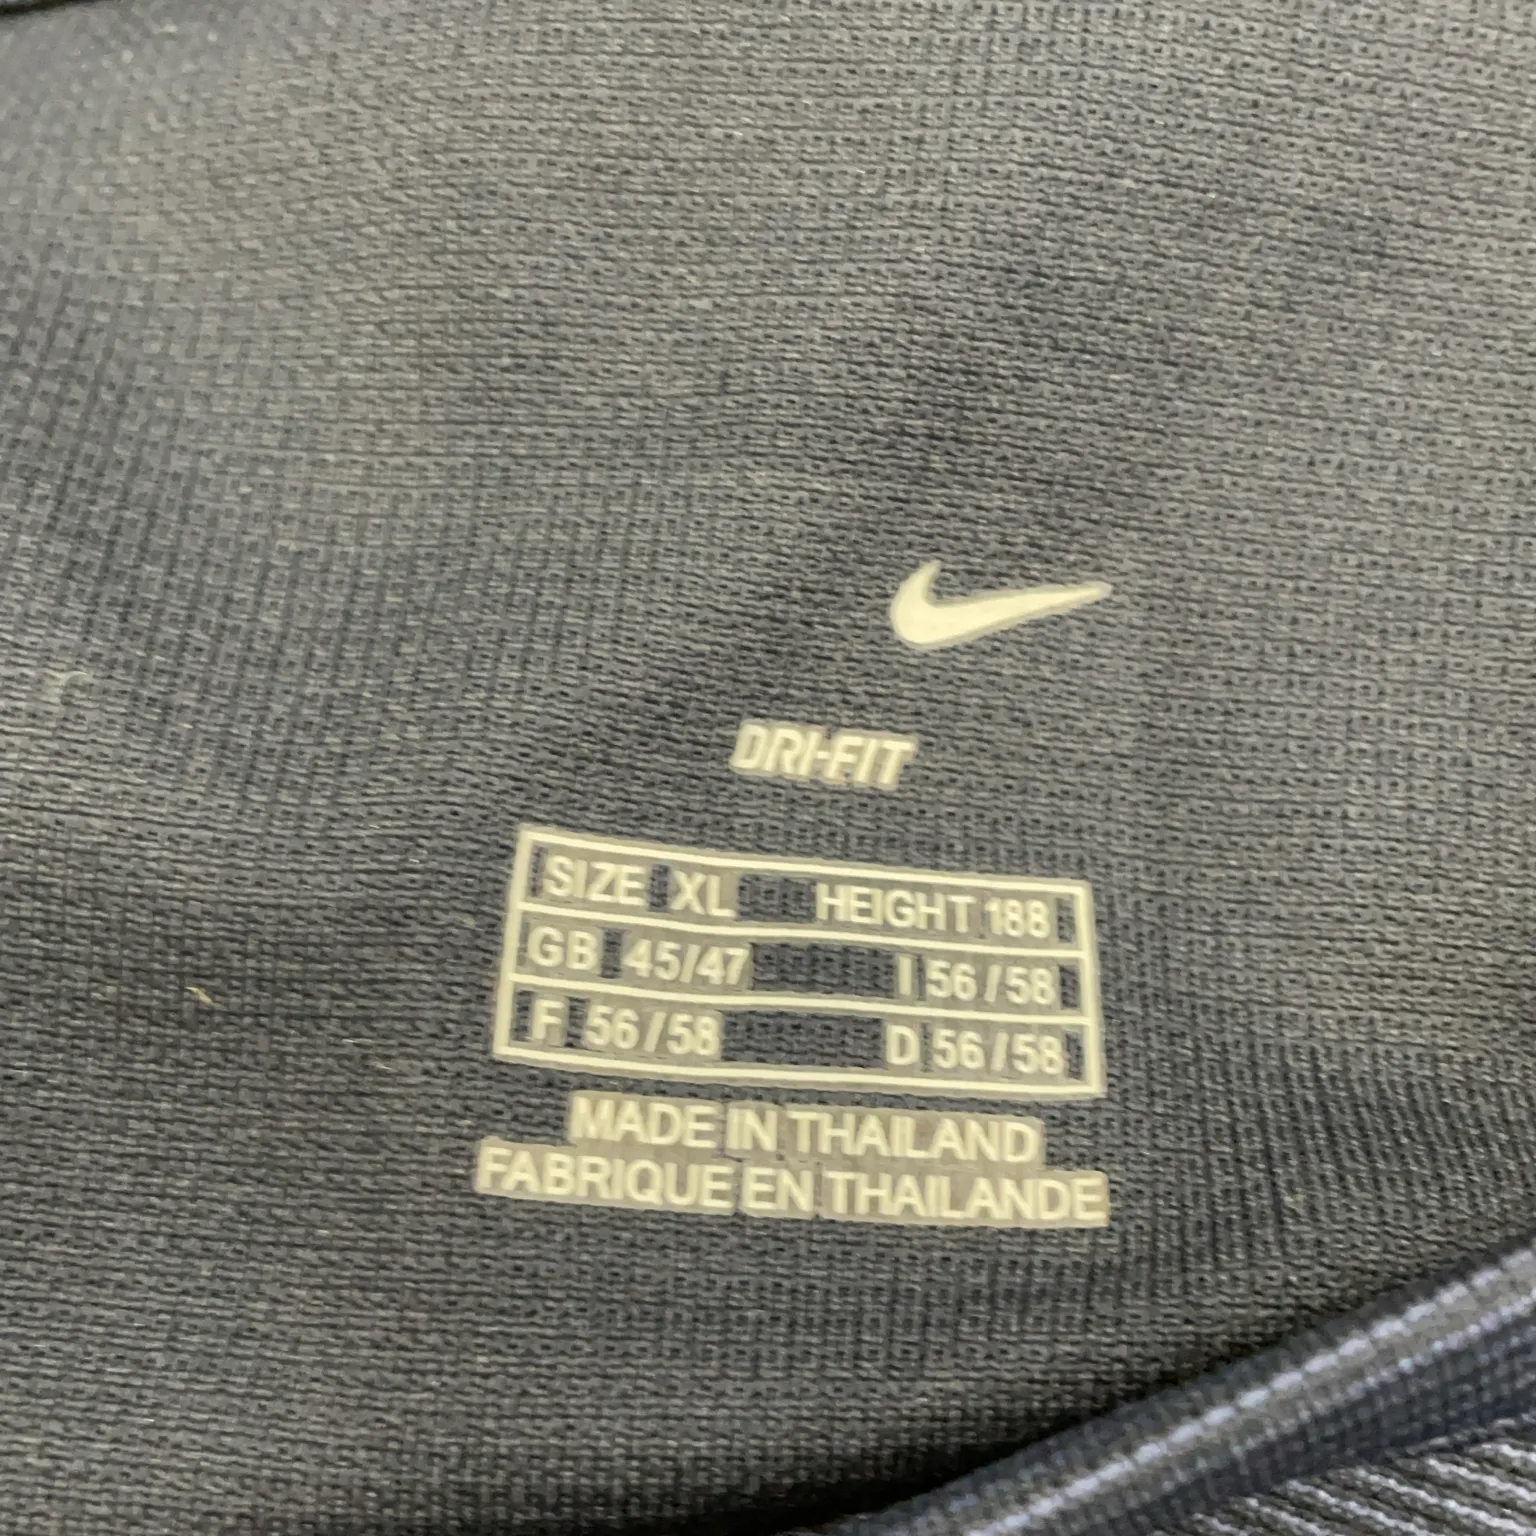 DRI-FIT
SIZE XL HEIGHT 188
GB 45/47 I 56/58
F 56/58 D 56/58
MADE IN THAILAND
FABRIQUE EN THAILANDE